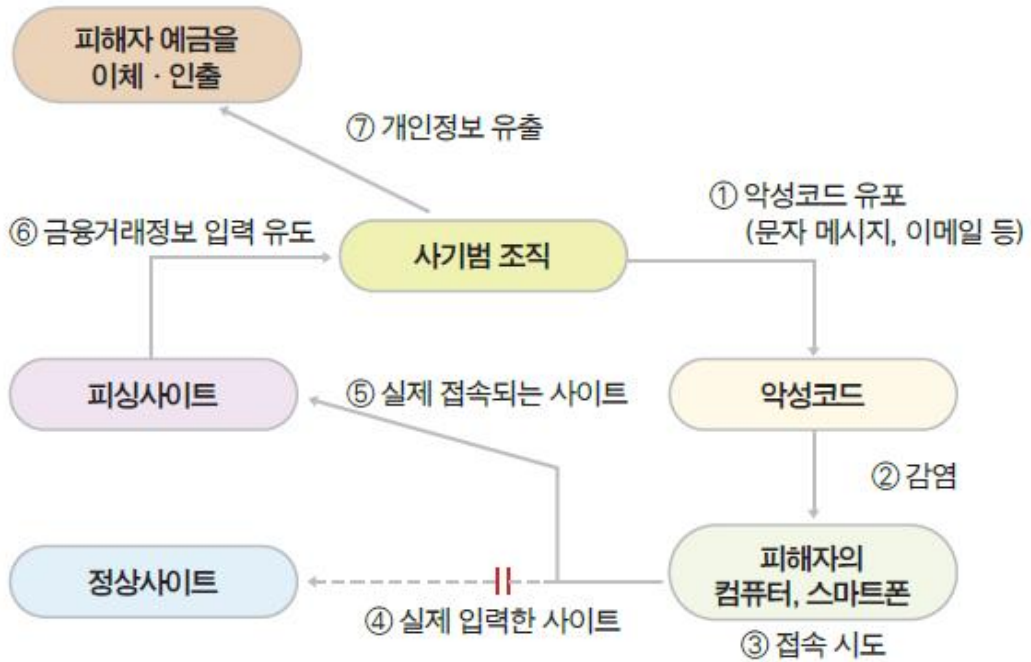 피해자 예금을
이체 · 인출
⑦ 개인정보 유출
① 악성코드 유포
(문자 메시지, 이메일 등)
⑥ 금융거래정보 입력 유도
사기범 조직
피싱사이트
⑤ 실제 접속되는 사이트
악성코드
② 감염
정상사이트
피해자의
컴퓨터, 스마트폰
④ 실제 입력한 사이트
③ 접속 시도